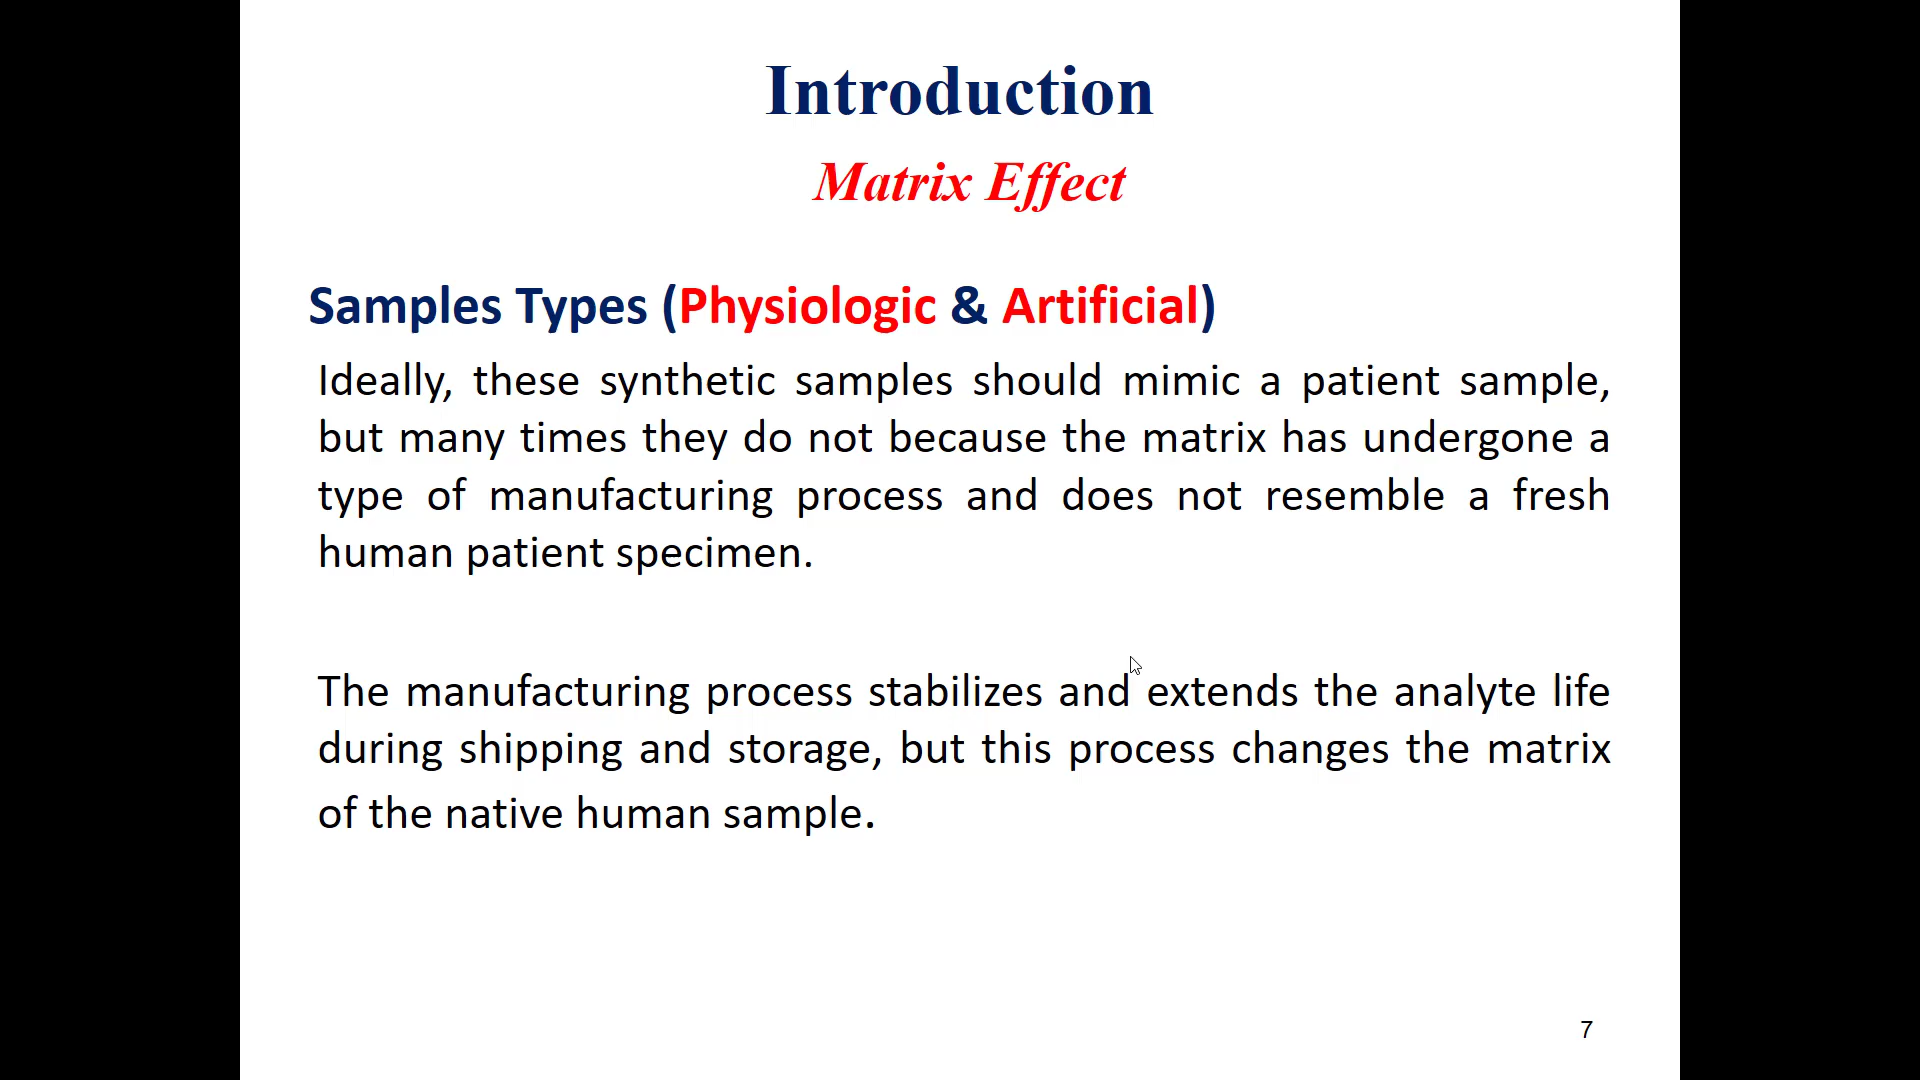 Introduction
Matrix Effect
Samples Types (Physiologic & Artificial)
Ideally, these synthetic samples should mimic a patient sample,
but many times they do not because the matrix has undergone a
type of manufacturing process and does not resemble a fresh
human patient specimen.
The manufacturing process stabilizes and extends the analyte life
during shipping and storage, but this process changes the matrix
of the native human sample.
7